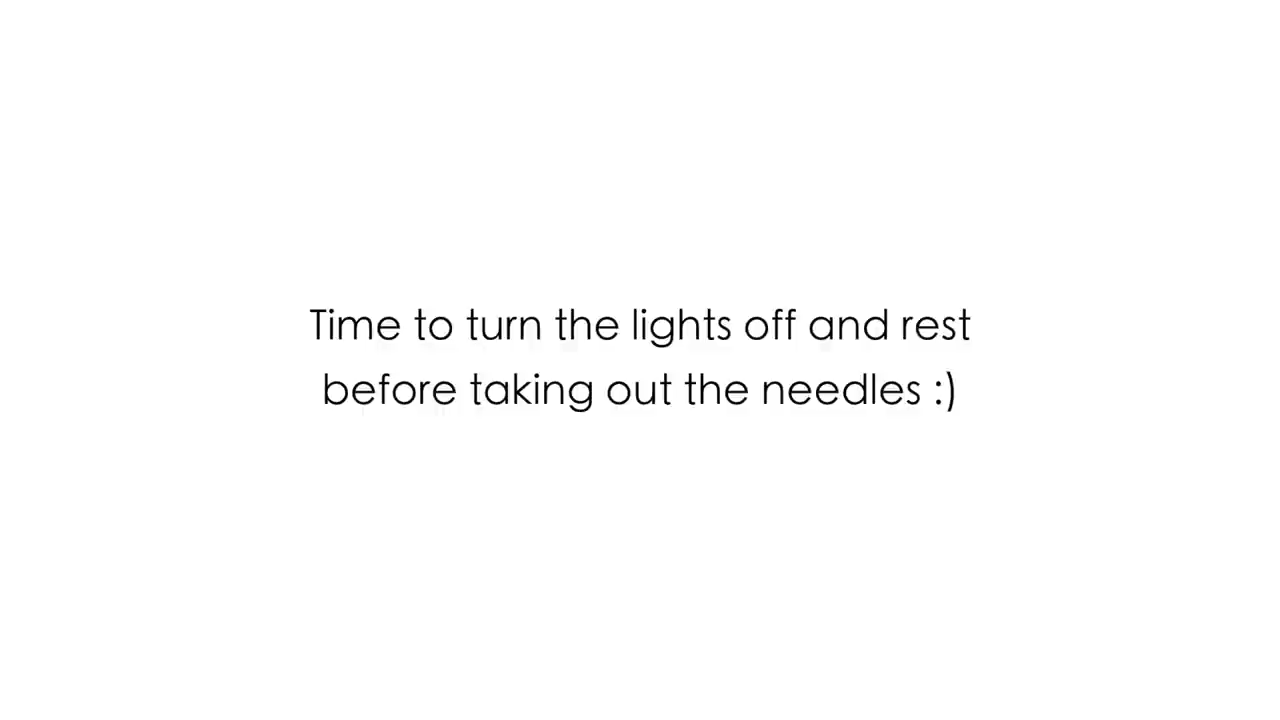 Time to turn the lights off and rest
before taking out the needles :)